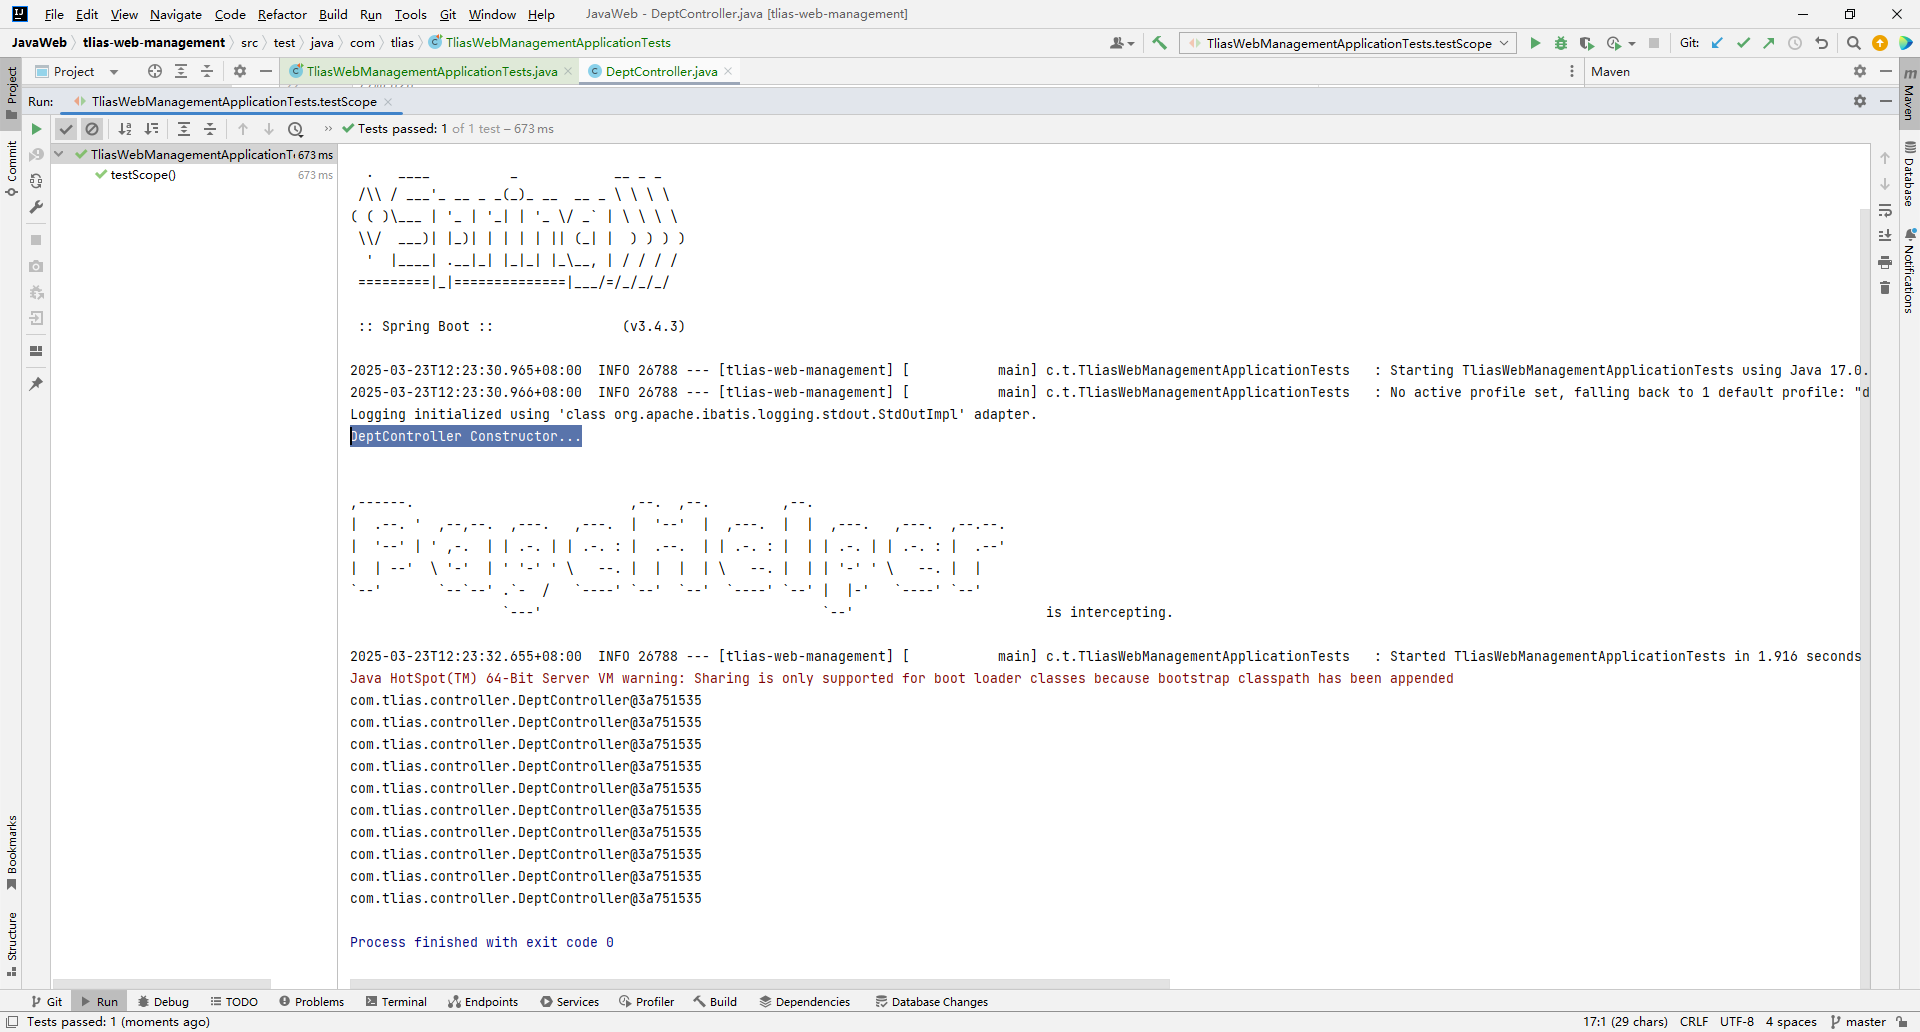 File Edit View Navigate Code Refactor Build Run Tools Git Window Help JavaWeb - DeptController.java [tlias-web-management]
JavaWeb tlias-web-management src test java com tlias TliasWebManagementApplicationTests TliasWebManagementApplicationTests.testScope Git:
Project TliasWebManagementApplicationTests.java DeptController.java Maven
Run: TliasWebManagementApplicationTests.testScope
Tests passed: 1 of 1 test – 673 ms
TliasWebManagementApplicationT 673 ms
testScope() 673 ms
:: Spring Boot :: (v3.4.3)
2025-03-23T12:23:30.965+08:00  INFO 26788 --- [tlias-web-management] [           main] c.t.TliasWebManagementApplicationTests   : Starting TliasWebManagementApplicationTests using Java 17.0.
2025-03-23T12:23:30.966+08:00  INFO 26788 --- [tlias-web-management] [           main] c.t.TliasWebManagementApplicationTests   : No active profile set, falling back to 1 default profile: "d
Logging initialized using 'class org.apache.ibatis.logging.stdout.StdOutImpl' adapter.
DeptController Constructor...
PageHelper is intercepting.
2025-03-23T12:23:32.655+08:00  INFO 26788 --- [tlias-web-management] [           main] c.t.TliasWebManagementApplicationTests   : Started TliasWebManagementApplicationTests in 1.916 seconds
Java HotSpot(TM) 64-Bit Server VM warning: Sharing is only supported for boot loader classes because bootstrap classpath has been appended
com.tlias.controller.DeptController@3a751535
com.tlias.controller.DeptController@3a751535
com.tlias.controller.DeptController@3a751535
com.tlias.controller.DeptController@3a751535
com.tlias.controller.DeptController@3a751535
com.tlias.controller.DeptController@3a751535
com.tlias.controller.DeptController@3a751535
com.tlias.controller.DeptController@3a751535
com.tlias.controller.DeptController@3a751535
com.tlias.controller.DeptController@3a751535
Process finished with exit code 0
Project
Commit
Bookmarks
Structure
Maven
Database
Notifications
Git Run Debug TODO Problems Terminal Endpoints Services Profiler Build Dependencies Database Changes
Tests passed: 1 (moments ago) 17:1 (29 chars) CRLF UTF-8 4 spaces master